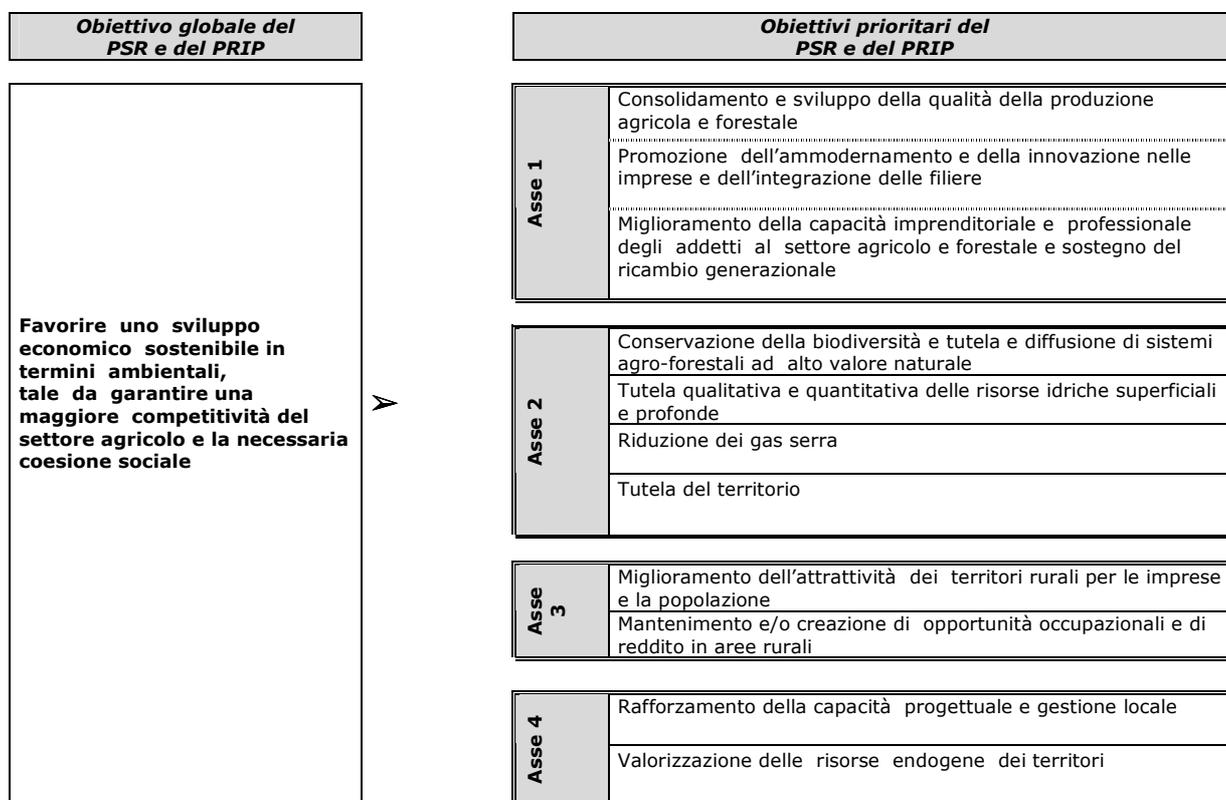 Obiettivo globale del
PSR e del PRIP
Obiettivi prioritari del
PSR e del PRIP
Favorire uno sviluppo
economico sostenibile in
termini ambientali,
tale da garantire una
maggiore competitività del
settore agricolo e la necessaria
coesione sociale
➢
Asse 1
Consolidamento e sviluppo della qualità della produzione
agricola e forestale
Promozione dell’ammodernamento e della innovazione nelle
imprese e dell’integrazione delle filiere
Miglioramento della capacità imprenditoriale e professionale
degli addetti al settore agricolo e forestale e sostegno del
ricambio generazionale
Asse 2
Conservazione della biodiversità e tutela e diffusione di sistemi
agro-forestali ad alto valore naturale
Tutela qualitativa e quantitativa delle risorse idriche superficiali
e profonde
Riduzione dei gas serra
Tutela del territorio
Asse
3
Miglioramento dell’attrattività dei territori rurali per le imprese
e la popolazione
Mantenimento e/o creazione di opportunità occupazionali e di
reddito in aree rurali
Asse 4
Rafforzamento della capacità progettuale e gestione locale
Valorizzazione delle risorse endogene dei territori